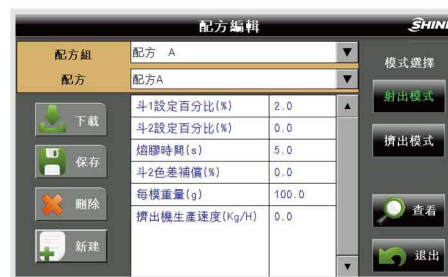 配方編輯
SHINI
配方組
配方 A
配方
配方A
模式選擇
射出模式
擠出模式
下載
保存
刪除
新建
斗1設定百分比(%) 2.0
斗2設定百分比(%) 0.0
熔膠時間(s) 5.0
斗2色差補償(%) 0.0
每模重量(g) 100.0
擠出機生產速度(Kg/H) 0.0
查看
退出